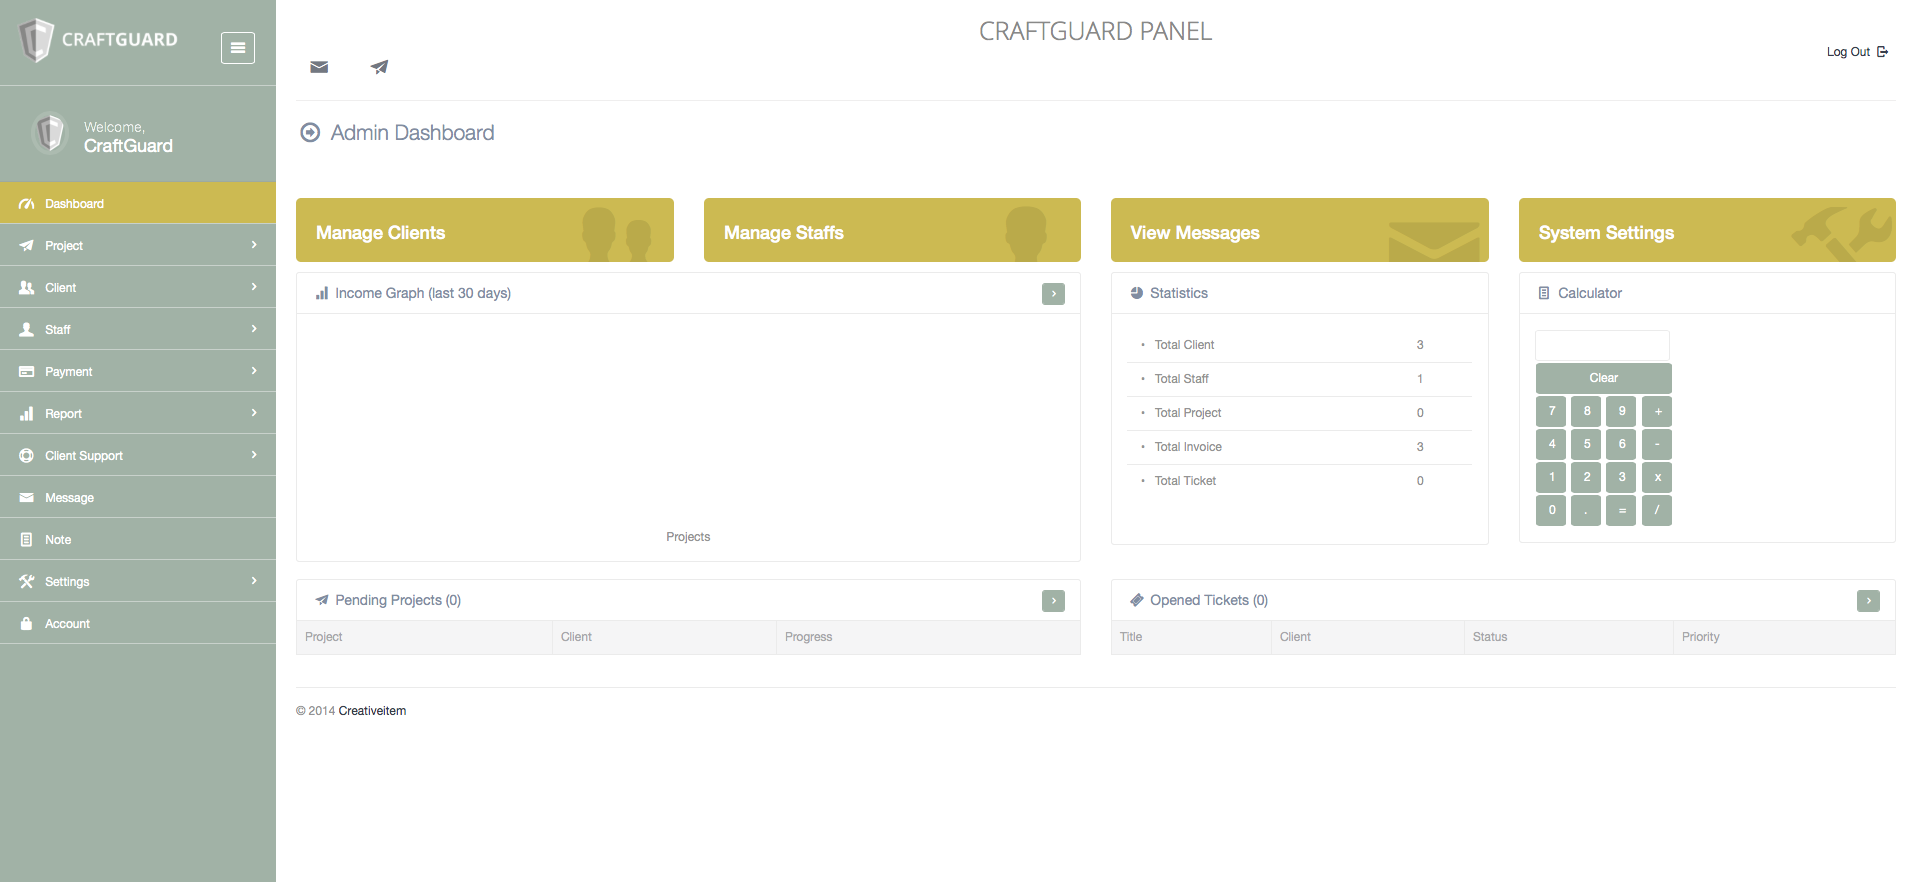 CRAFTGUARD
Welcome,
CraftGuard
Dashboard
Project
Client
Staff
Payment
Report
Client Support
Message
Note
Settings
Account
CRAFTGUARD PANEL
Log Out
Admin Dashboard
Manage Clients
Manage Staffs
View Messages
System Settings
Income Graph (last 30 days)
Projects
Statistics
• Total Client 3
• Total Staff 1
• Total Project 0
• Total Invoice 3
• Total Ticket 0
Calculator
Clear
7 8 9 +
4 5 6 -
1 2 3 x
0 . = /
Pending Projects (0)
Project Client Progress
Opened Tickets (0)
Title Client Status Priority
© 2014 Creativeitem